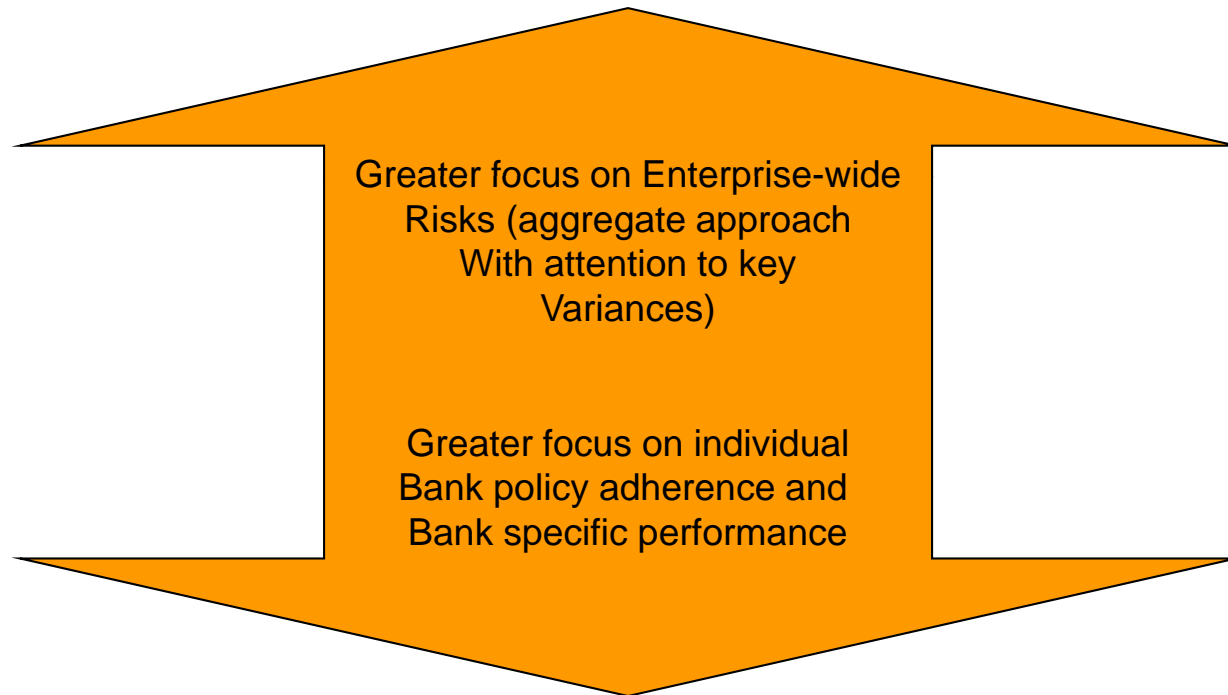 Greater focus on Enterprise-wide
Risks (aggregate approach
With attention to key
Variances)
Greater focus on individual
Bank policy adherence and
Bank specific performance